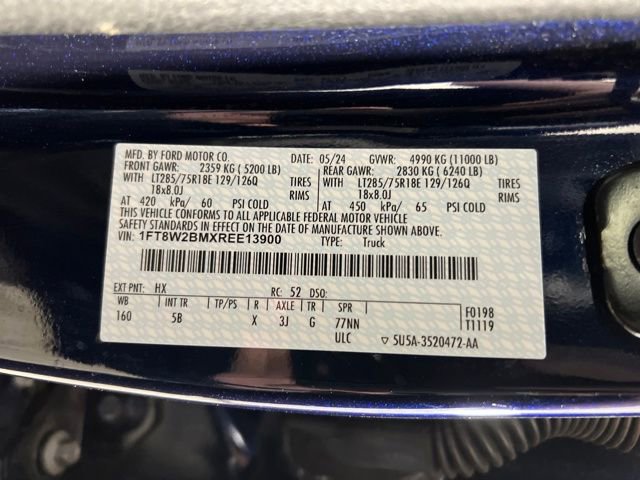 MFD. BY FORD MOTOR CO. DATE: 05/24 GVWR: 4990 KG (11000 LB)
FRONT GAWR: 2359 KG ( 5200 LB) REAR GAWR: 2830 KG ( 6240 LB)
WITH LT285/75R18E 129/126Q TIRES WITH LT285/75R18E 129/126Q TIRES
18x8.0J RIMS 18x8.0J RIMS
AT 420 kPa/ 60 PSI COLD AT 450 kPa/ 65 PSI COLD
THIS VEHICLE CONFORMS TO ALL APPLICABLE FEDERAL MOTOR VEHICLE
SAFETY STANDARDS IN EFFECT ON THE DATE OF MANUFACTURE SHOWN ABOVE.
VIN: 1FT8W2BMXREE13900 TYPE: Truck
EXT PNT: HX RC: 52 DSO:
WB INT TR TP/PS R AXLE TR SPR F0198
160 5B X 3J G 77NN T1119
ULC ▽ 5U5A-3520472-AA